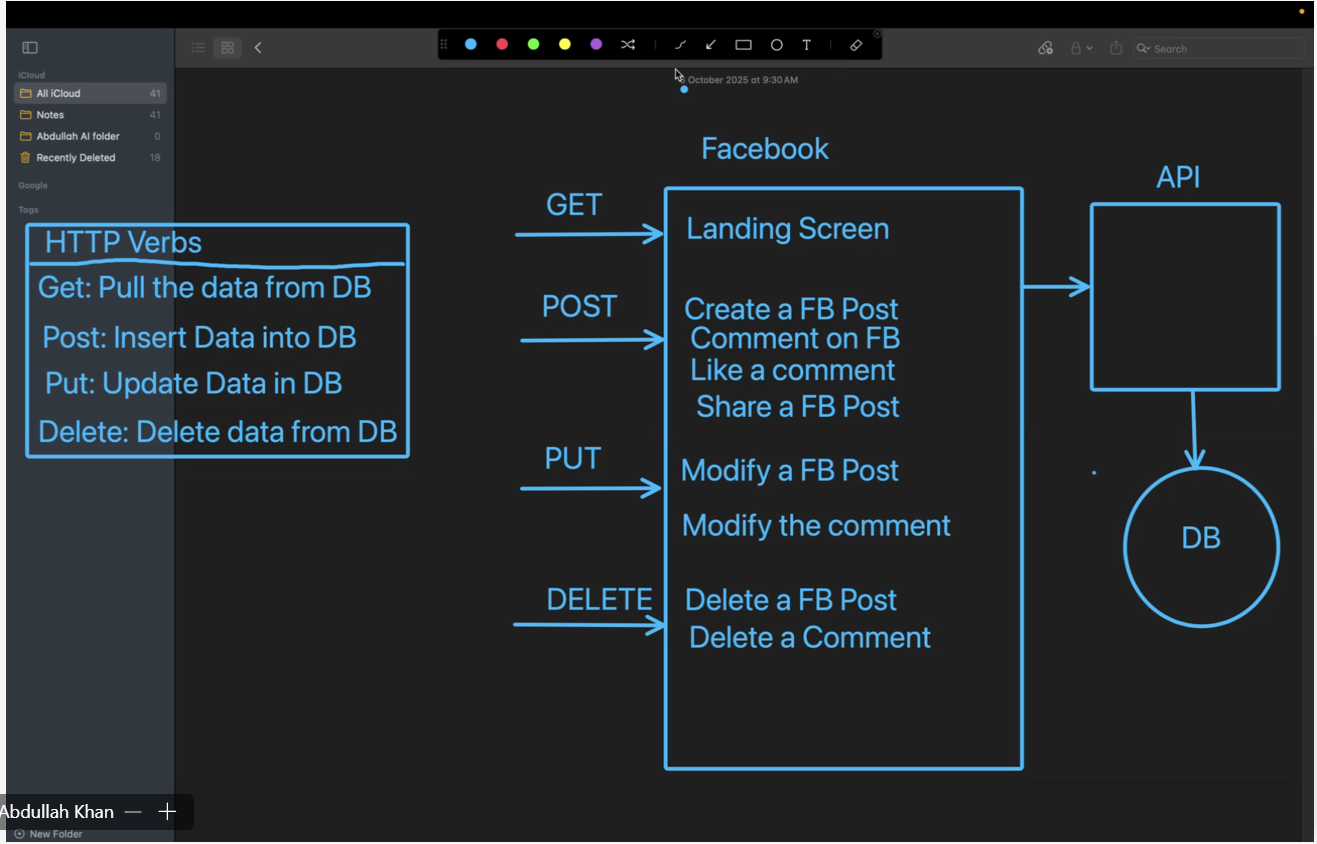 iCloud
All iCloud 41
Notes 41
Abdullah AI folder 0
Recently Deleted 18
Google
Tags
T
Search
October 2025 at 9:30 AM
HTTP Verbs
Get: Pull the data from DB
Post: Insert Data into DB
Put: Update Data in DB
Delete: Delete data from DB
Facebook
GET
Landing Screen
POST
Create a FB Post
Comment on FB
Like a comment
Share a FB Post
PUT
Modify a FB Post
Modify the comment
DELETE
Delete a FB Post
Delete a Comment
API
DB
Abdullah Khan
New Folder